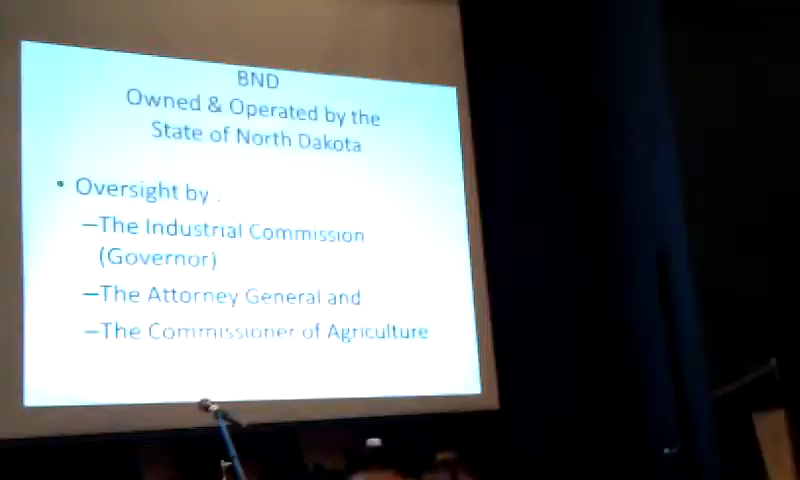 BND
Owned & Operated by the
State of North Dakota
• Oversight by :
–The Industrial Commission
(Governor)
–The Attorney General and
–The Commissioner of Agriculture